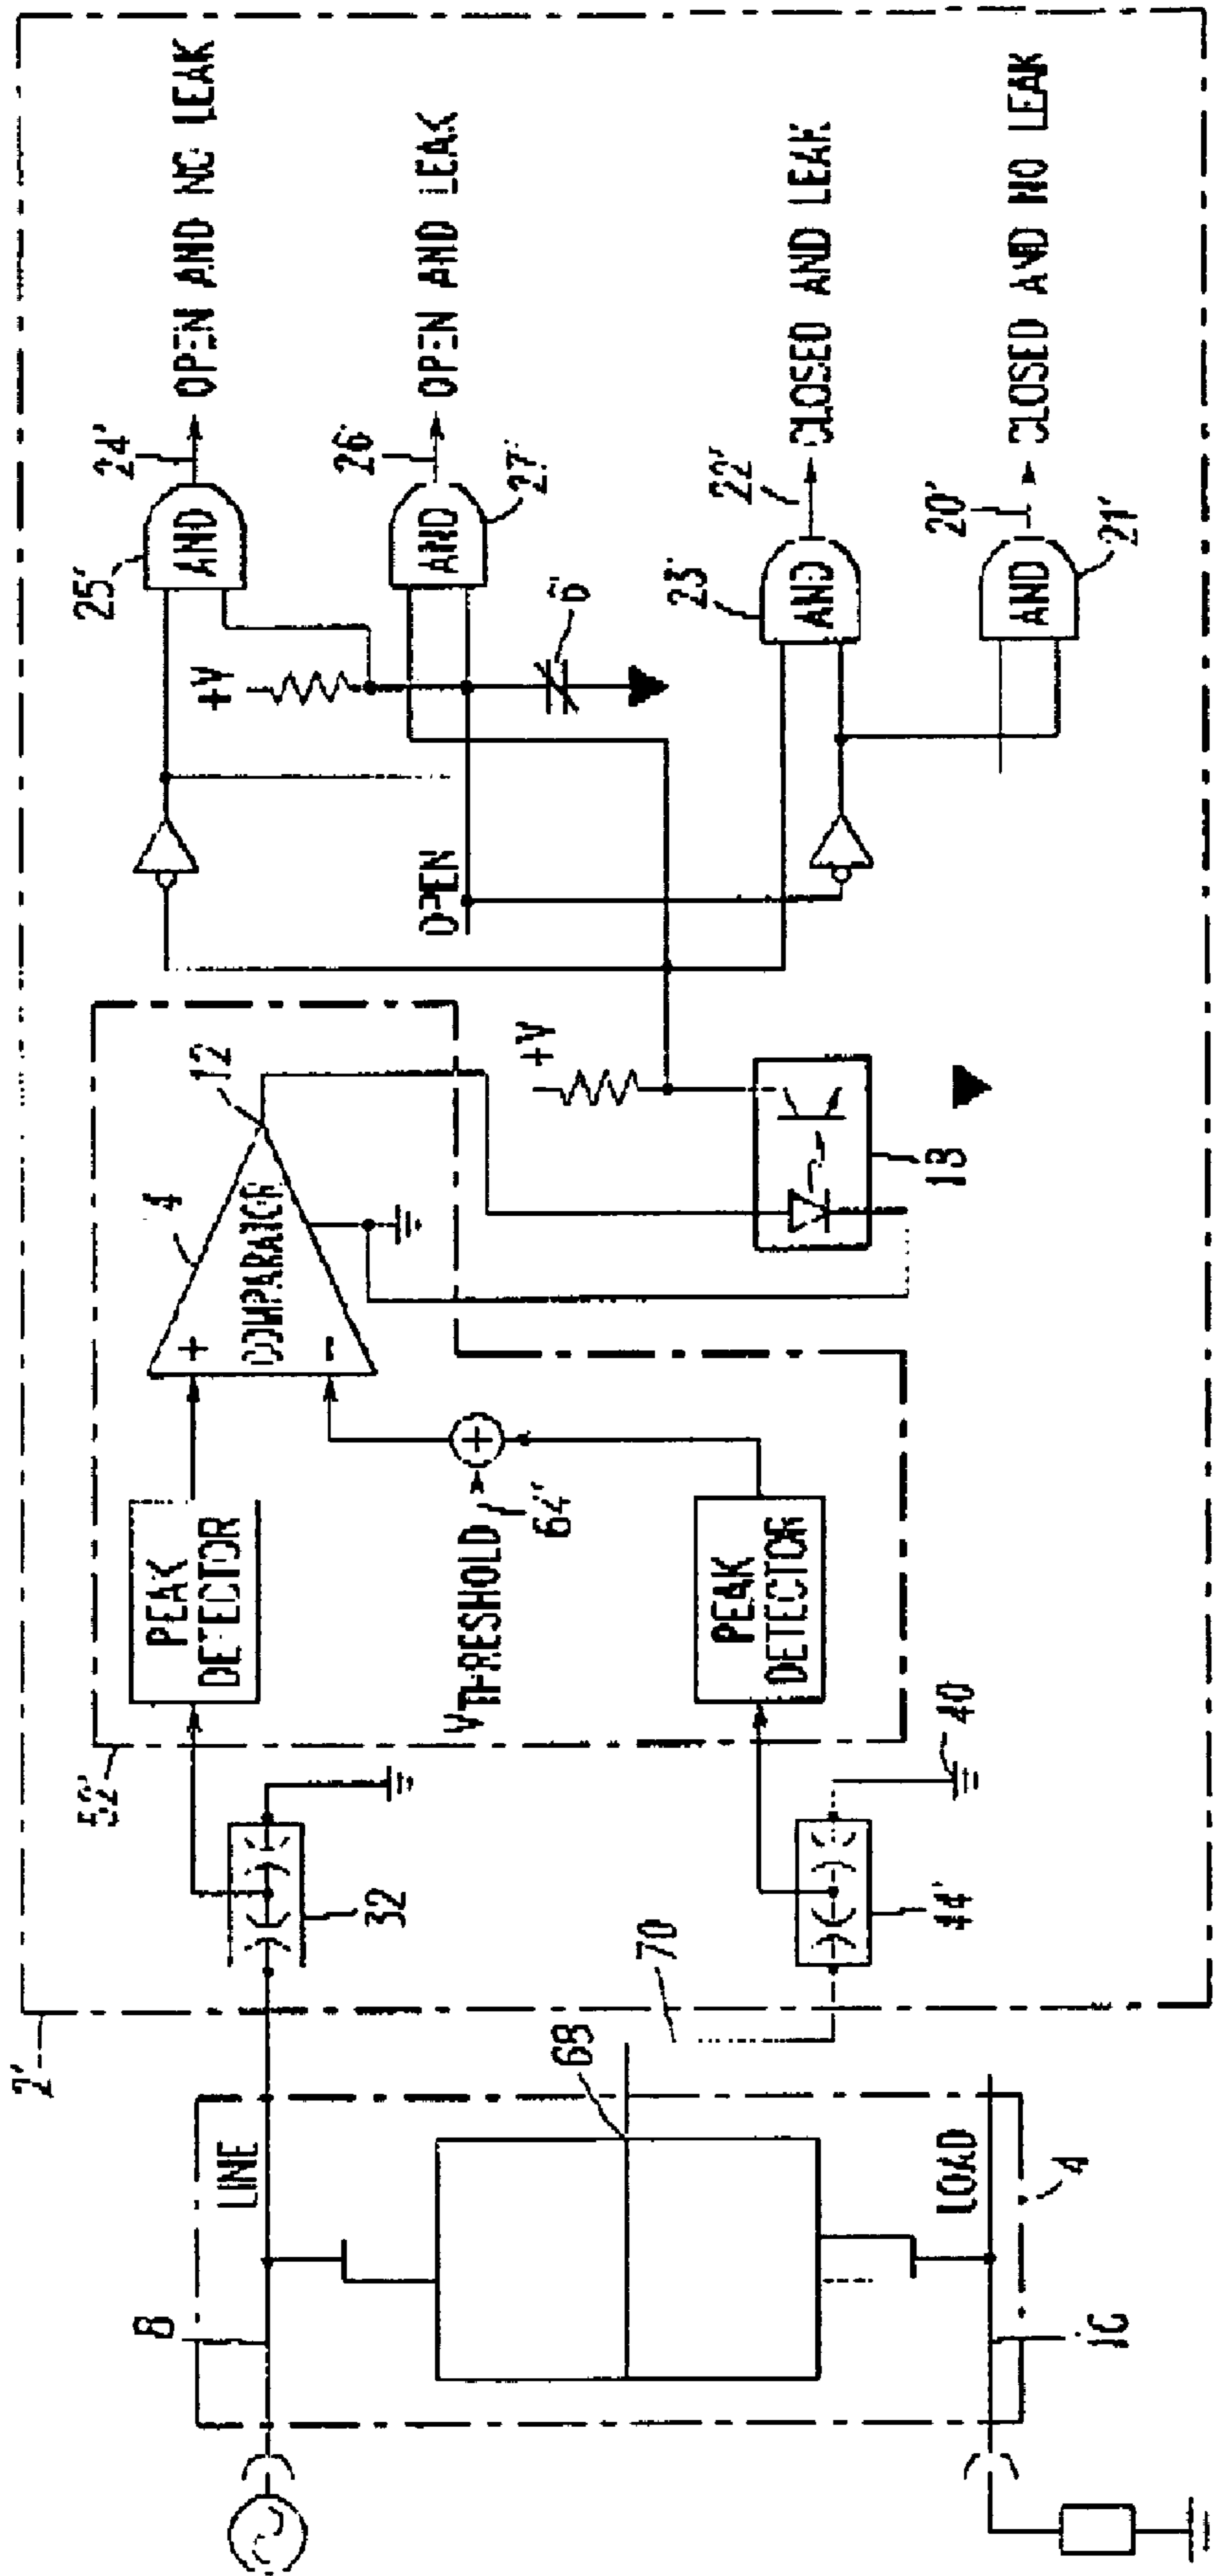 2'
52'
4
12
COMPARATOR
+
-
PEAK
DETECTOR
VTHRESHOLD
64"
PEAK
DETECTOR
+V
18
OPEN
+V
25'
AND
24'
OPEN AND NO LEAK
AND
26'
27'
OPEN AND LEAK
23'
AND
22'
CLOSED AND LEAK
AND
20'
21'
CLOSED AND NO LEAK
8
LINE
32
68
70
44'
40
LOAD
4